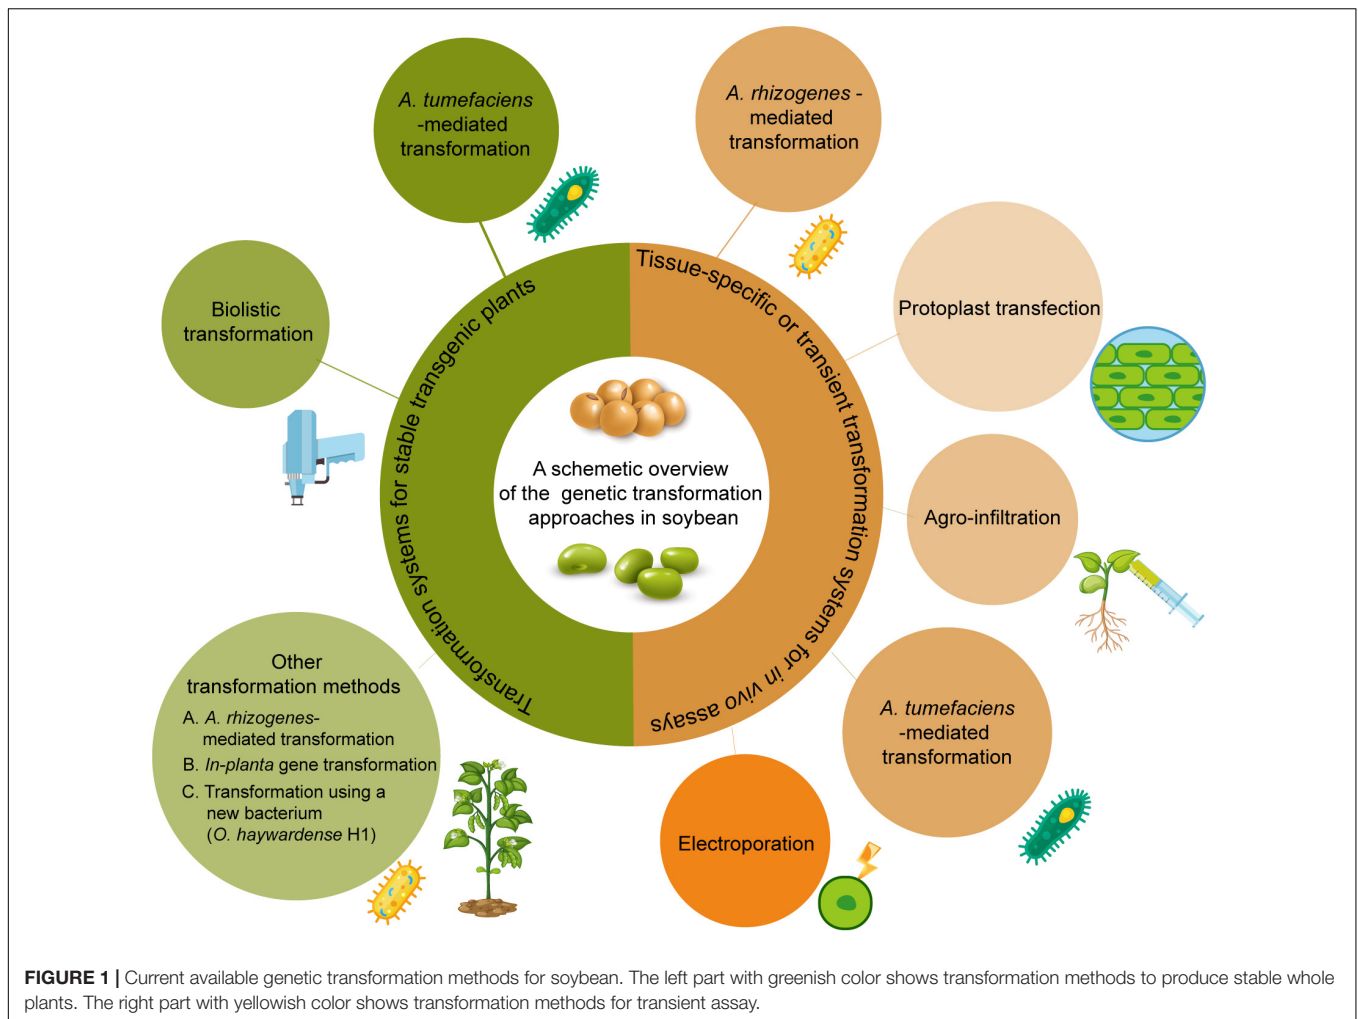 A. tumefaciens
-mediated
transformation
A. rhizogenes -
mediated
transformation
Biolistic
transformation
Protoplast transfection
Transformation systems for stable transgenic plants
Tissue-specific or transient transformation systems for in vivo assays
A schemetic overview
of the genetic transformation
approaches in soybean
Agro-infiltration
Other
transformation methods
A. A. rhizogenes-
mediated transformation
B. In-planta gene transformation
C. Transformation using a
new bacterium
(O. haywardense H1)
A. tumefaciens
-mediated
transformation
Electroporation
FIGURE 1 | Current available genetic transformation methods for soybean. The left part with greenish color shows transformation methods to produce stable whole
plants. The right part with yellowish color shows transformation methods for transient assay.